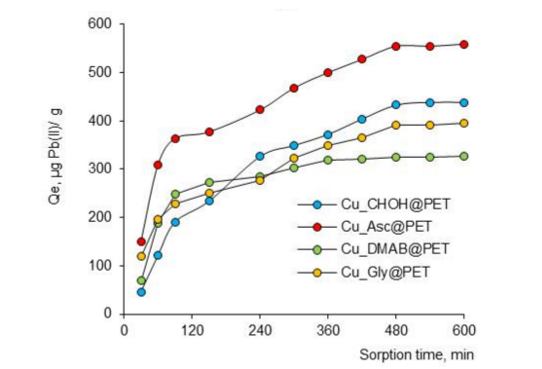 600
500
400
300
200
100
0
Qe, µg Pb(II)/ g
Cu_CHOH@PET
Cu_Asc@PET
Cu_DMAB@PET
Cu_Gly@PET
0 120 240 360 480 600
Sorption time, min